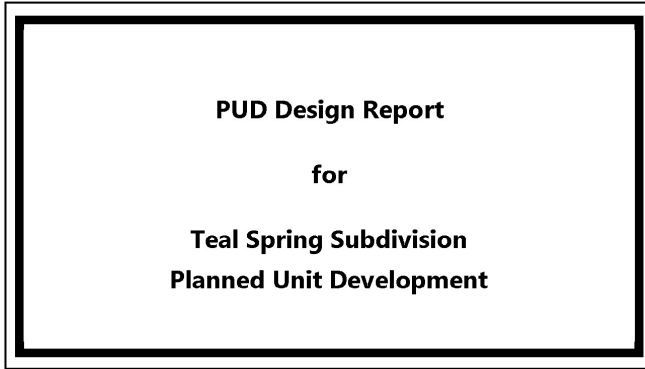 PUD Design Report
for
Teal Spring Subdivision
Planned Unit Development